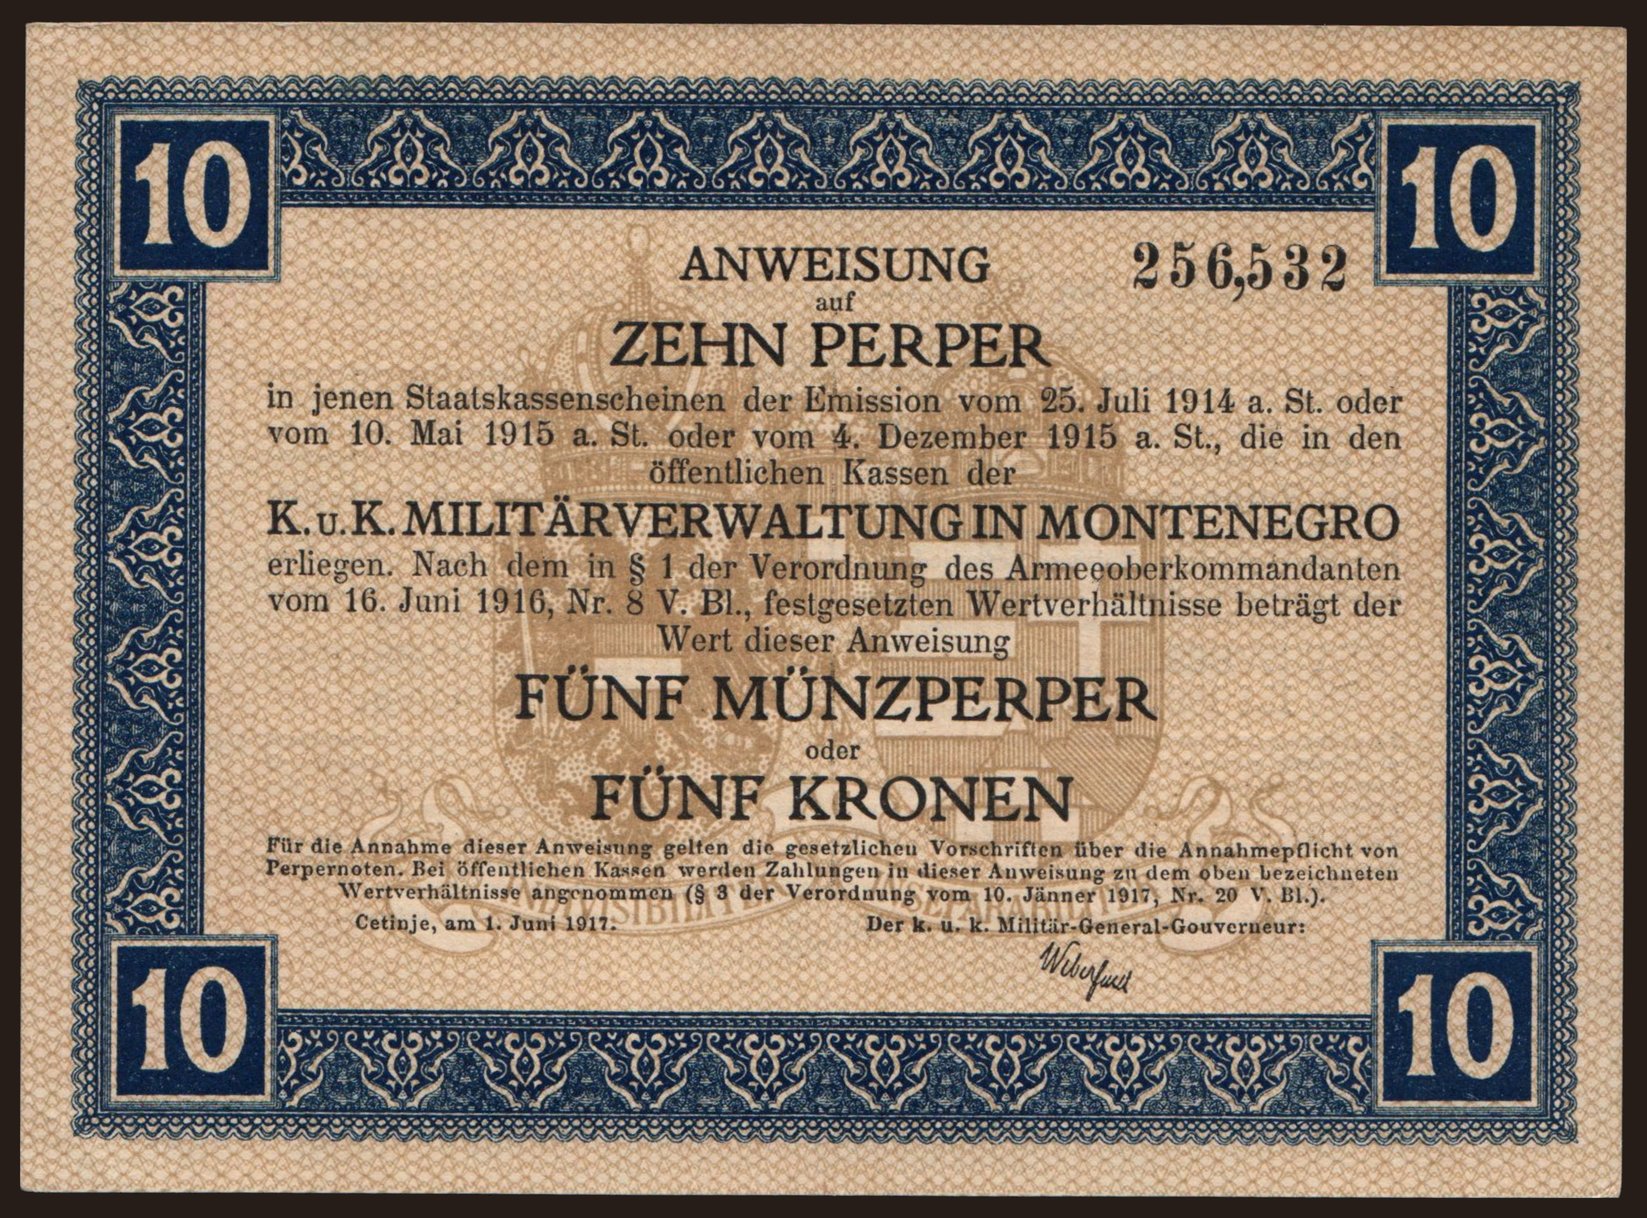 10
10
ANWEISUNG
256,532
auf
ZEHN PERPER
in jenen Staatskassenscheinen der Emission vom 25. Juli 1914 a. St. oder
vom 10. Mai 1915 a. St. oder vom 4. Dezember 1915 a. St., die in den
öffentlichen Kassen der
K.u.K. MILITÄRVERWALTUNG IN MONTENEGRO
erliegen. Nach dem in § 1 der Verordnung des Armeeoberkommandanten
vom 16. Juni 1916, Nr. 8 V. Bl., festgesetzten Wertverhältnisse beträgt der
Wert dieser Anweisung
FÜNF MÜNZPERPER
oder
FÜNF KRONEN
Für die Annahme dieser Anweisung gelten die gesetzlichen Vorschriften über die Annahmepflicht von
Perpernoten. Bei öffentlichen Kassen werden Zahlungen in dieser Anweisung zu dem oben bezeichneten
Wertverhältnisse angenommen (§ 3 der Verordnung vom 10. Jänner 1917, Nr. 20 V. Bl.).
Cetinje, am 1. Juni 1917.
Der k. u. k. Militär-General-Gouverneur:
10
10